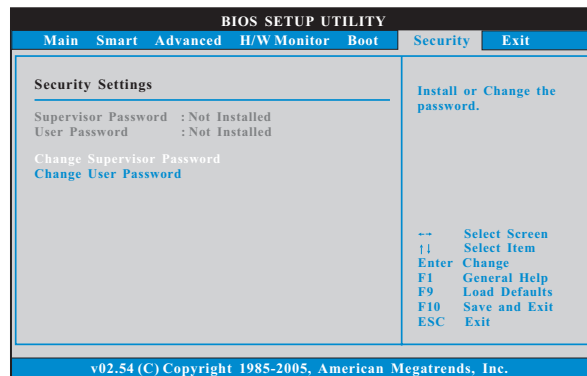 BIOS SETUP UTILITY
Main Smart Advanced H/W Monitor Boot Security Exit
Security Settings
Supervisor Password : Not Installed
User Password : Not Installed
Change Supervisor Password
Change User Password
Install or Change the
password.
←→ Select Screen
↑↓ Select Item
Enter Change
F1 General Help
F9 Load Defaults
F10 Save and Exit
ESC Exit
v02.54 (C) Copyright 1985-2005, American Megatrends, Inc.